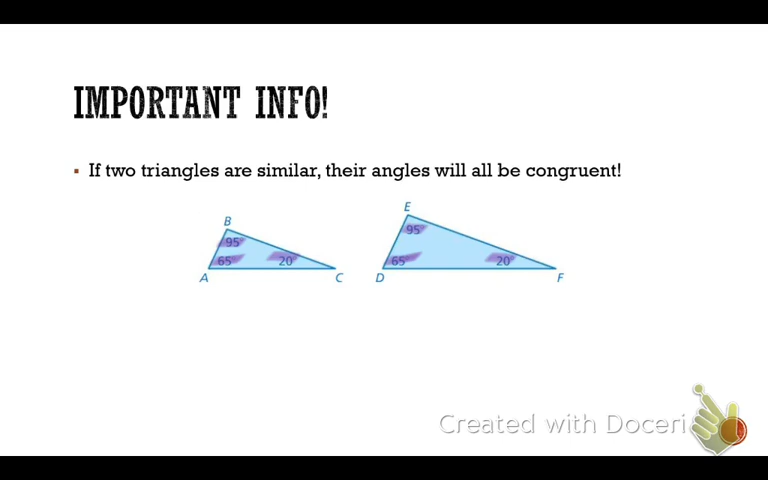 IMPORTANT INFO!
▪ If two triangles are similar, their angles will all be congruent!
B
95°
65°
20°
A
C
E
95°
65°
20°
D
F
Created with Doceri